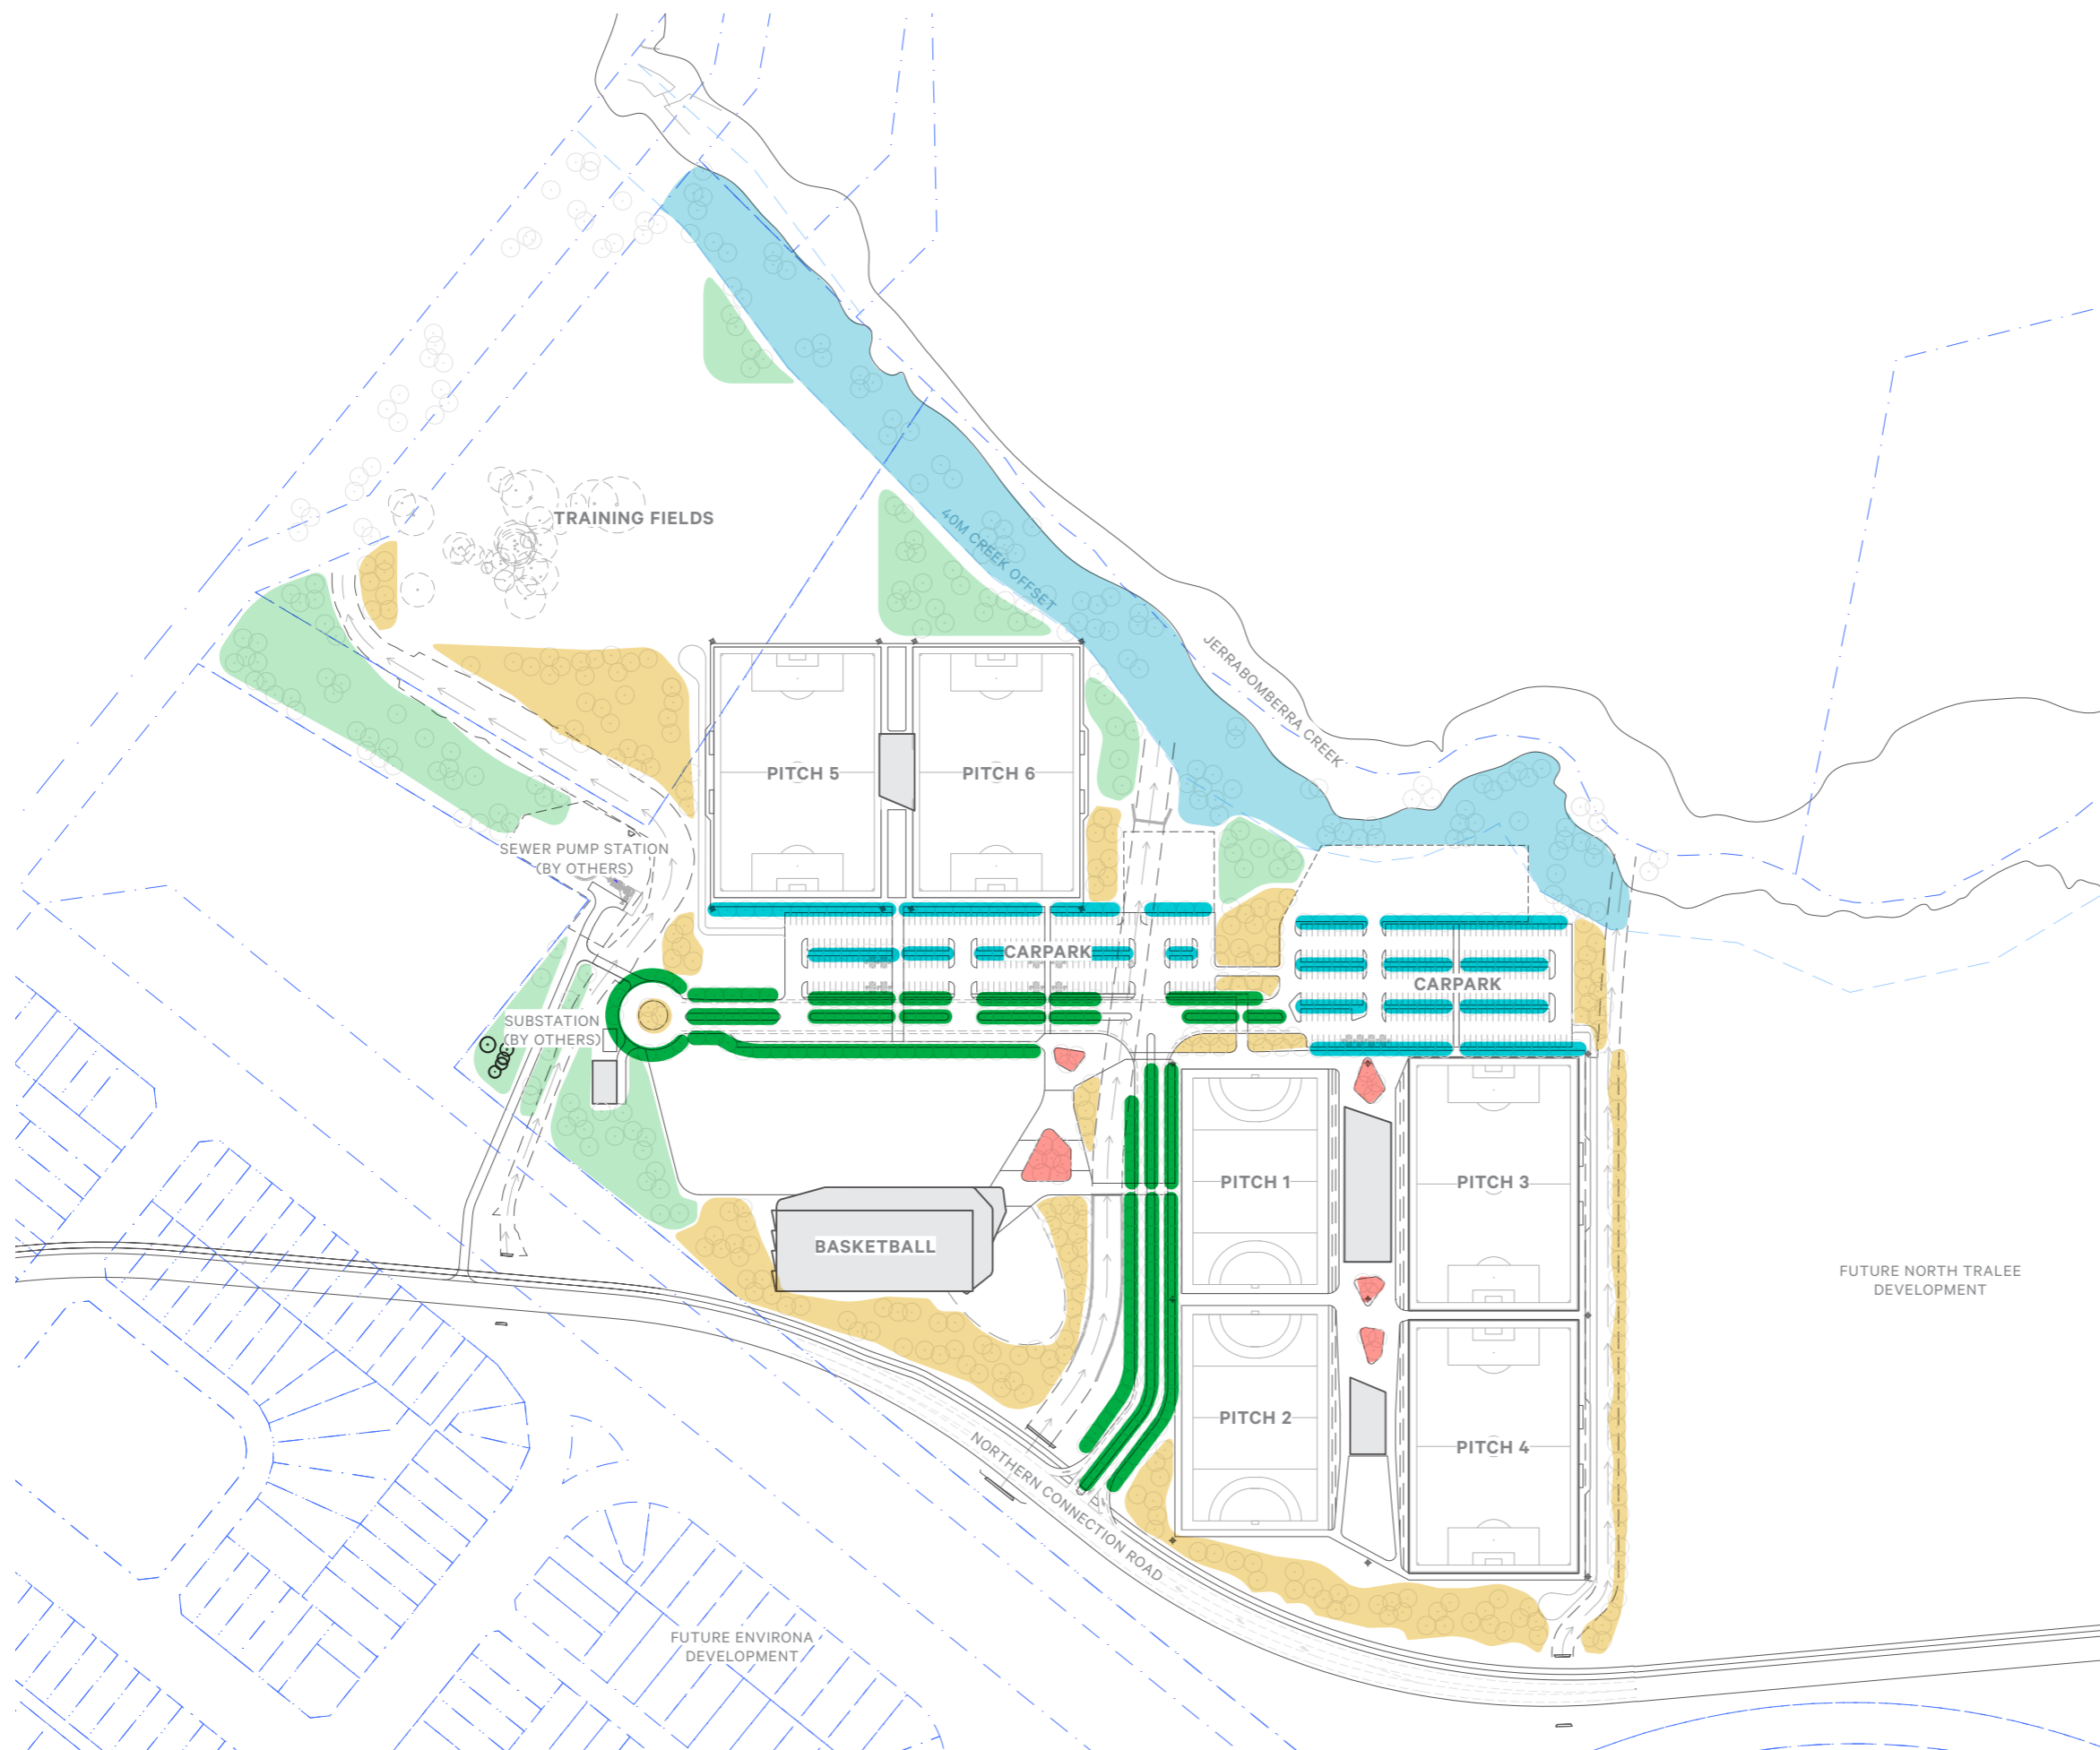 TRAINING FIELDS
40M CREEK OFFSET
JERRABOMBERRA CREEK
PITCH 5
PITCH 6
SEWER PUMP STATION
(BY OTHERS)
CARPARK
CARPARK
SUBSTATION
(BY OTHERS)
PITCH 1
PITCH 3
BASKETBALL
FUTURE NORTH TRALEE
DEVELOPMENT
PITCH 2
PITCH 4
NORTHERN CONNECTION ROAD
FUTURE ENVIRONA
DEVELOPMENT